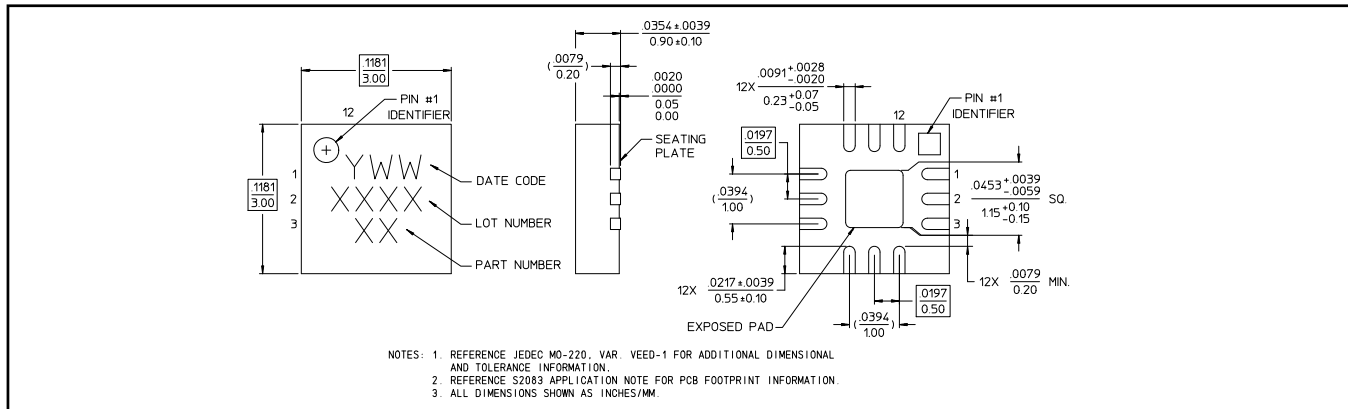 .1181
3.00
12
PIN #1
IDENTIFIER
.1181
3.00
1
2
3
YWW
XXXX
XX
DATE CODE
LOT NUMBER
PART NUMBER
.0354±.0039
0.90±0.10
(.0079
0.20)
.0020
.0000
0.05
0.00
SEATING
PLATE
12X .0091 +.0028
-.0020
0.23 +0.07
-0.05
12
PIN #1
IDENTIFIER
.0197
0.50
(.0394
1.00)
1
2
3
.0453 +.0039
-.0059
1.15 +0.10
-0.15
SQ.
12X .0217±.0039
0.55±0.10
EXPOSED PAD
(.0394
1.00)
.0197
0.50
12X .0079
0.20 MIN.
NOTES: 1. REFERENCE JEDEC MO-220, VAR. VEED-1 FOR ADDITIONAL DIMENSIONAL
AND TOLERANCE INFORMATION.
2. REFERENCE S2083 APPLICATION NOTE FOR PCB FOOTPRINT INFORMATION.
3. ALL DIMENSIONS SHOWN AS INCHES/MM.